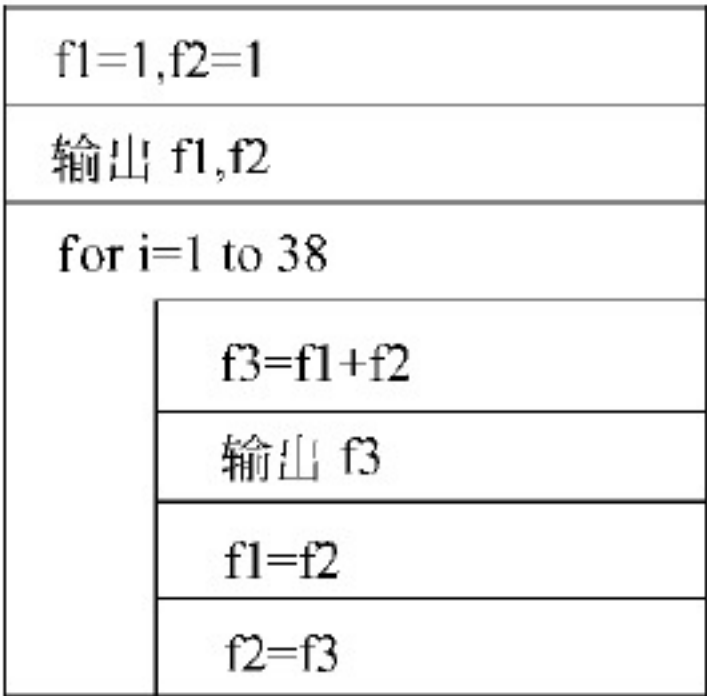 f1=1,f2=1
输出 f1,f2
for i=1 to 38
f3=f1+f2
输出 f3
f1=f2
f2=f3